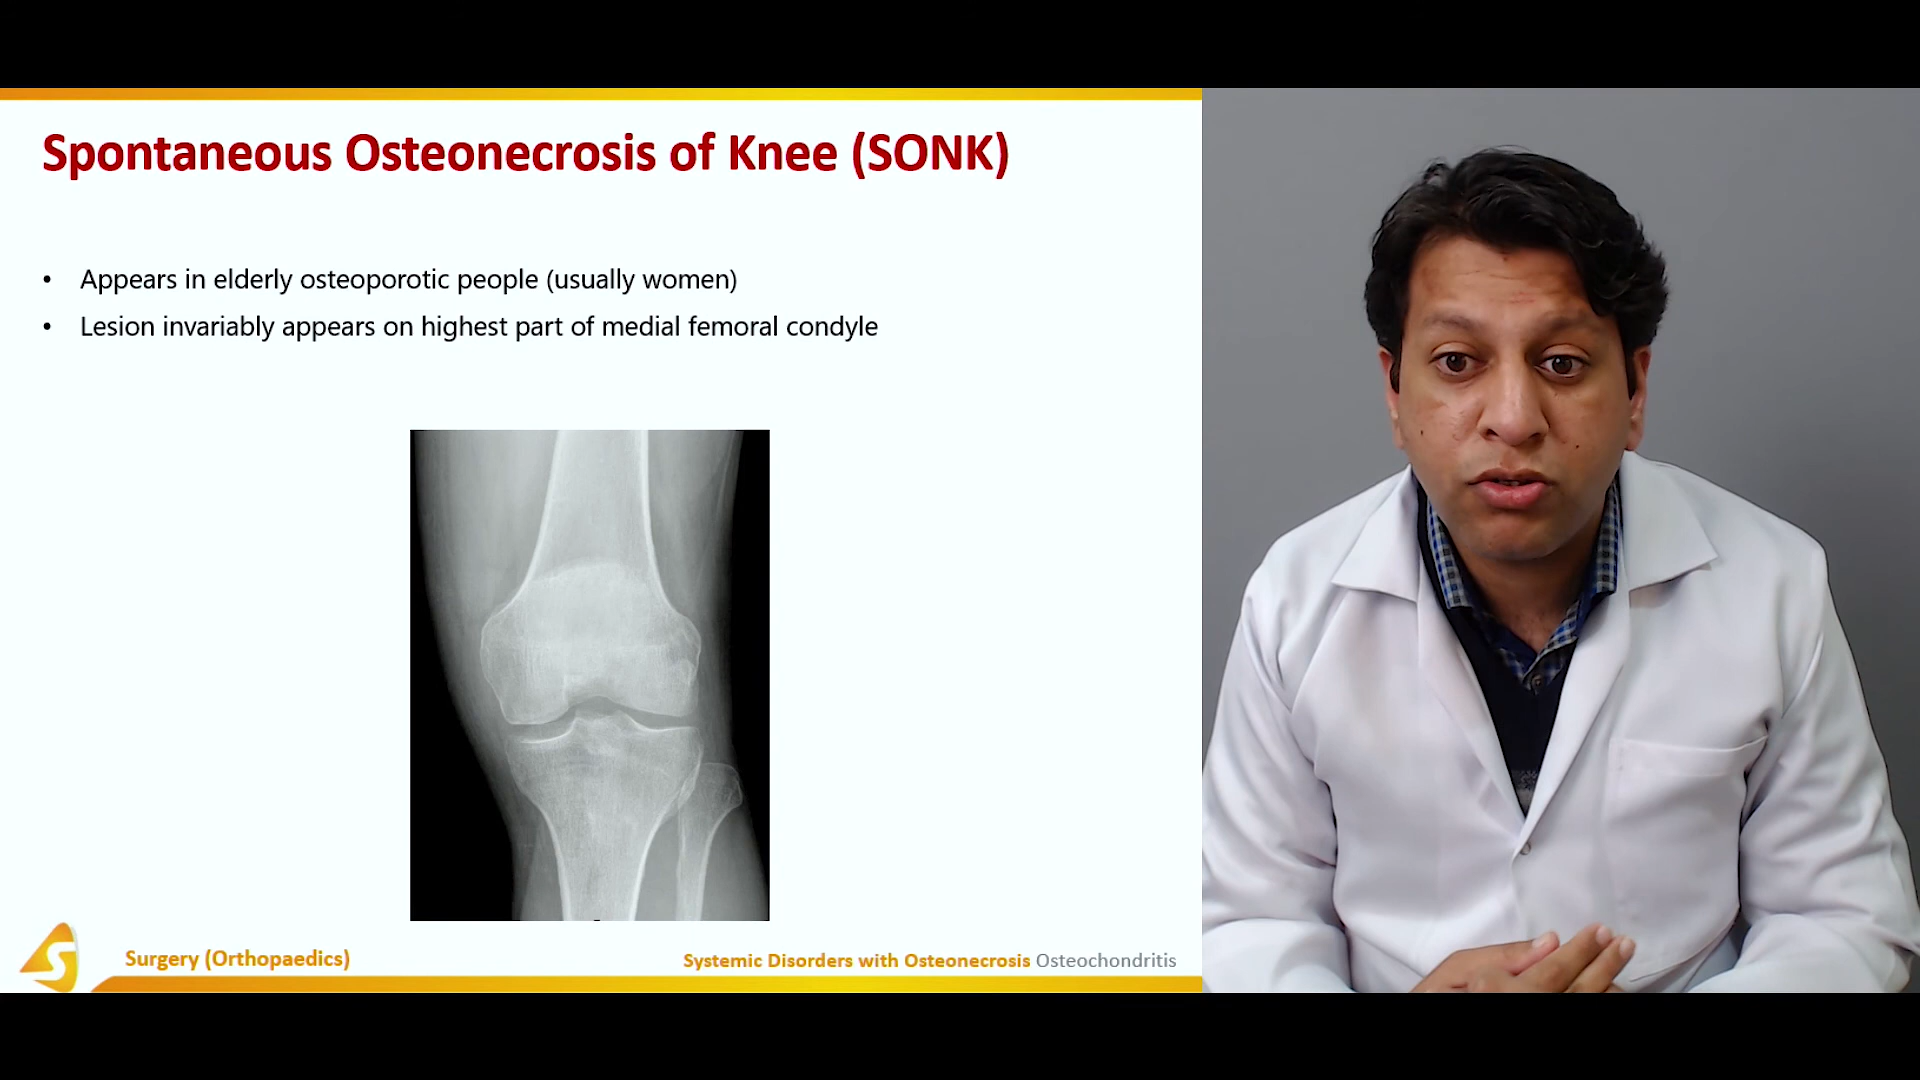 Spontaneous Osteonecrosis of Knee (SONK)
• Appears in elderly osteoporotic people (usually women)
• Lesion invariably appears on highest part of medial femoral condyle
S
Surgery (Orthopaedics)
Systemic Disorders with Osteonecrosis Osteochondritis